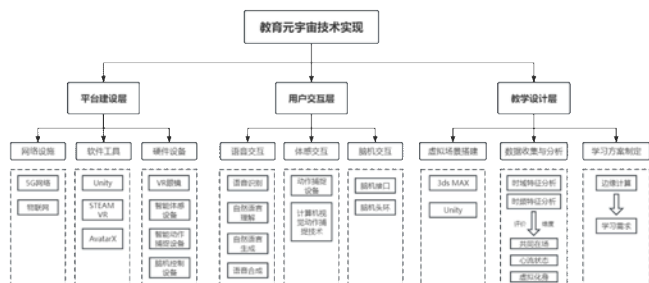 教育元宇宙技术实现
平台建设层
用户交互层
教学设计层
网络设施
软件工具
硬件设备
语音交互
体感交互
脑机交互
虚拟场景搭建
数据收集与分析
学习方案制定
5G网络
物联网
Unity
STEAM
VR
AvatarX
VR眼镜
智能体感
设备
智能动作
捕捉设备
脑机控制
设备
语音识别
自然语言
理解
自然语言
生成
语音合成
动作捕捉
设备
计算机视
觉动作捕
捉技术
脑机接口
脑机头环
3ds MAX
Unity
时域特征分析
时频特征分析
评价
维度
共同在场
心流状态
虚拟化身
边缘计算
学习需求